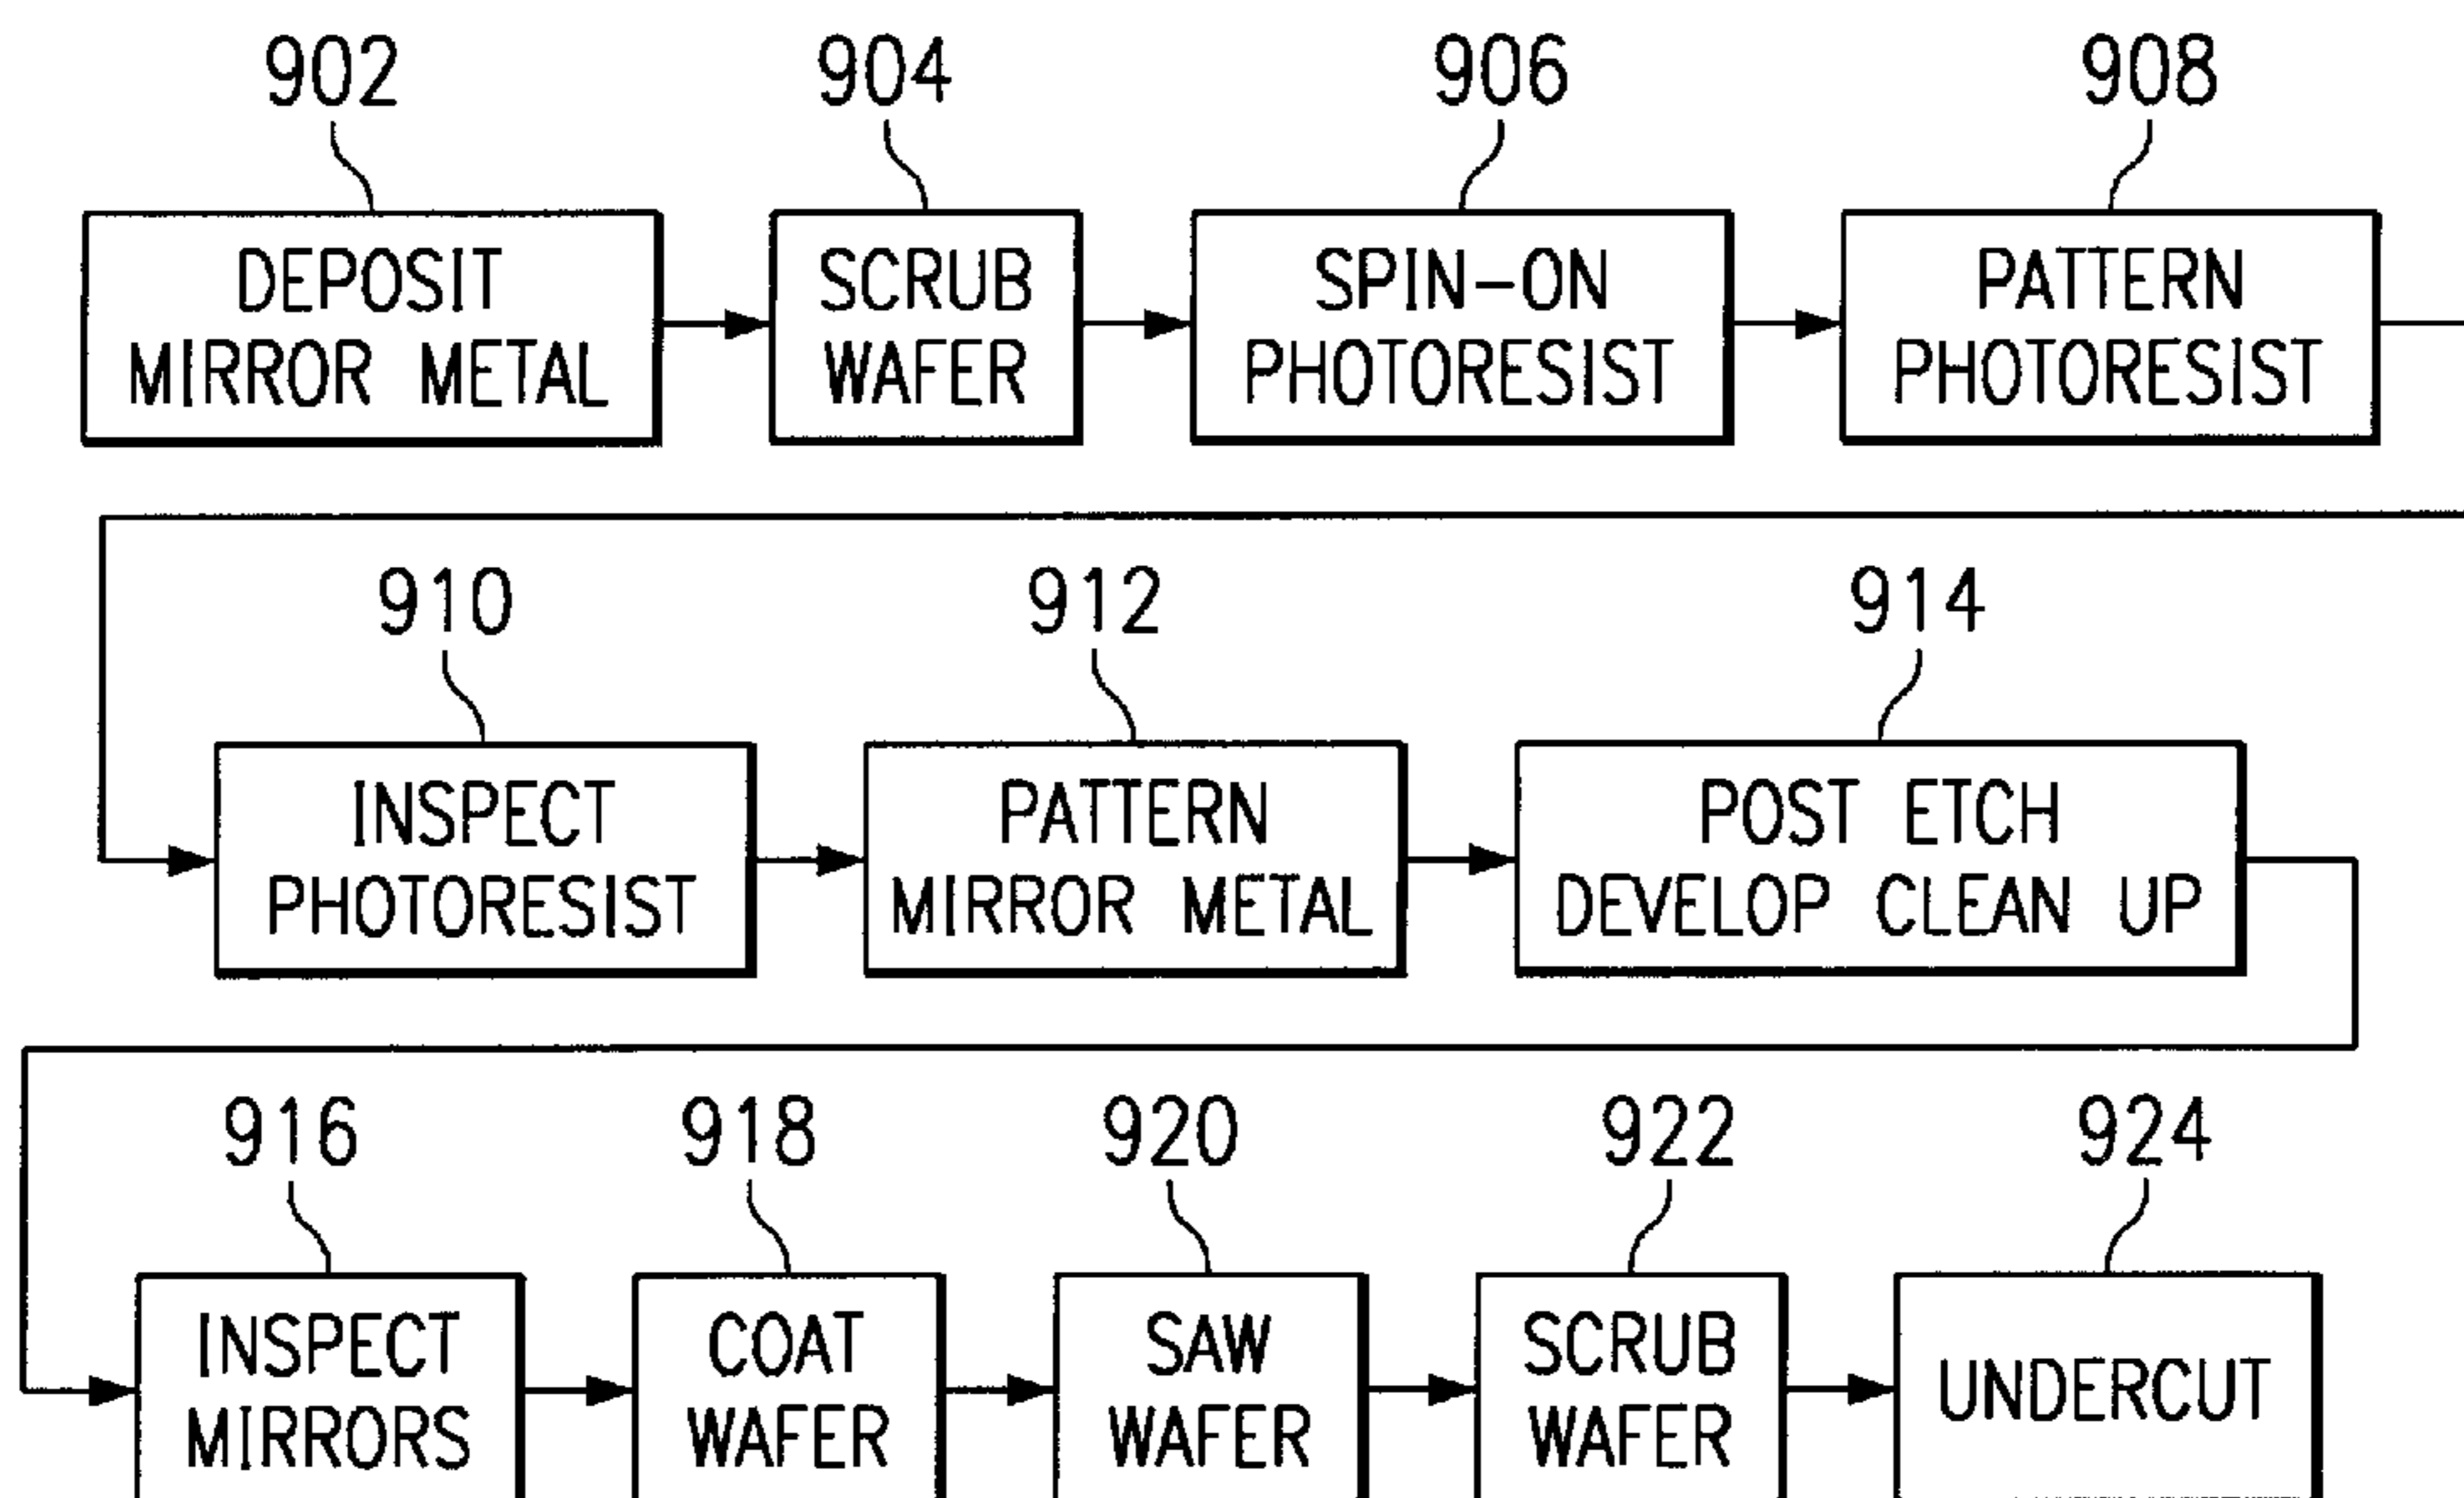 902
904
906
908
DEPOSIT
MIRROR METAL
SCRUB
WAFER
SPIN-ON
PHOTORESIST
PATTERN
PHOTORESIST
910
912
914
INSPECT
PHOTORESIST
PATTERN
MIRROR METAL
POST ETCH
DEVELOP CLEAN UP
916
918
920
922
924
INSPECT
MIRRORS
COAT
WAFER
SAW
WAFER
SCRUB
WAFER
UNDERCUT